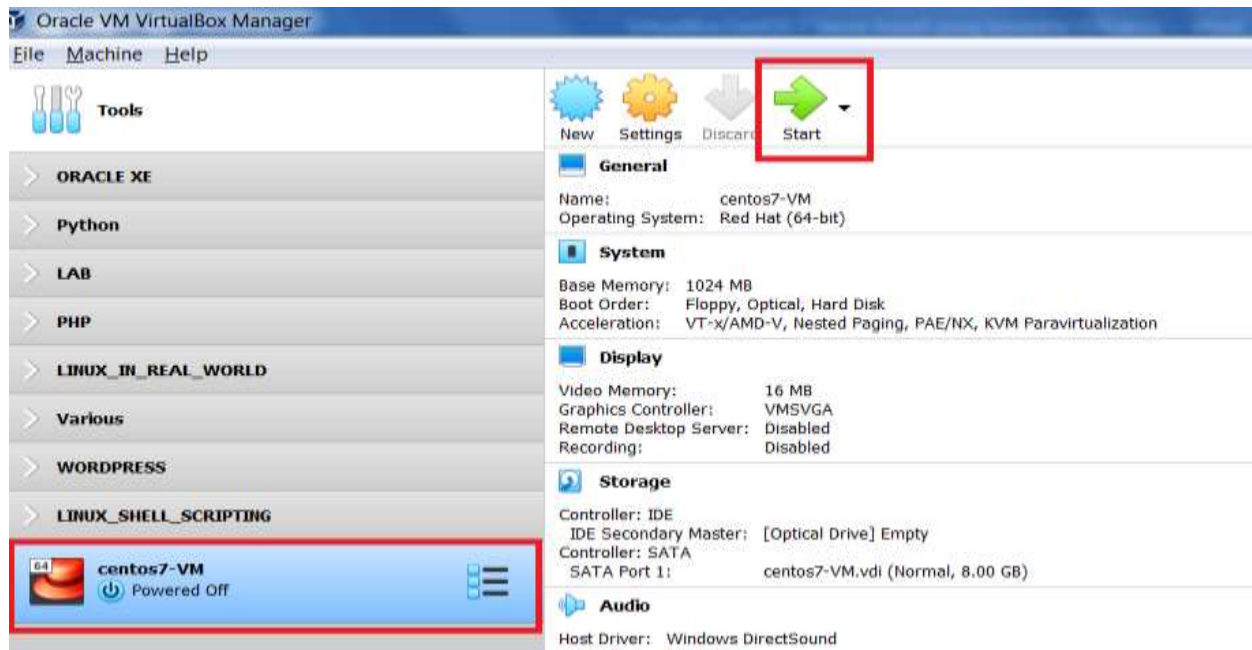 Oracle VM VirtualBox Manager
File Machine Help
Tools
ORACLE XE
Python
LAB
PHP
LINUX_IN_REAL_WORLD
Various
WORDPRESS
LINUX_SHELL_SCRIPTING
64
centos7-VM
Powered Off
New Settings Discard Start
General
Name: centos7-VM
Operating System: Red Hat (64-bit)
System
Base Memory: 1024 MB
Boot Order: Floppy, Optical, Hard Disk
Acceleration: VT-x/AMD-V, Nested Paging, PAE/NX, KVM Paravirtualization
Display
Video Memory: 16 MB
Graphics Controller: VMSVGA
Remote Desktop Server: Disabled
Recording: Disabled
Storage
Controller: IDE
IDE Secondary Master: [Optical Drive] Empty
Controller: SATA
SATA Port 1: centos7-VM.vdi (Normal, 8.00 GB)
Audio
Host Driver: Windows DirectSound